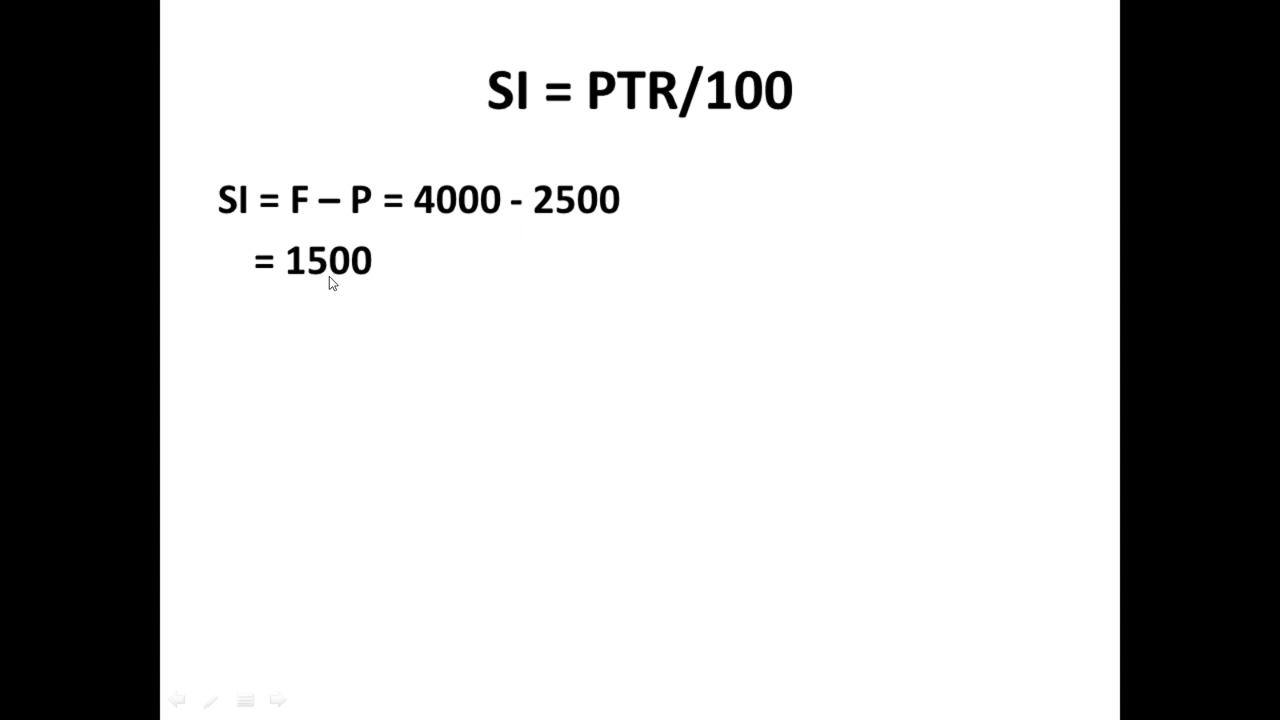 SI = PTR/100
SI = F – P = 4000 - 2500
= 1500